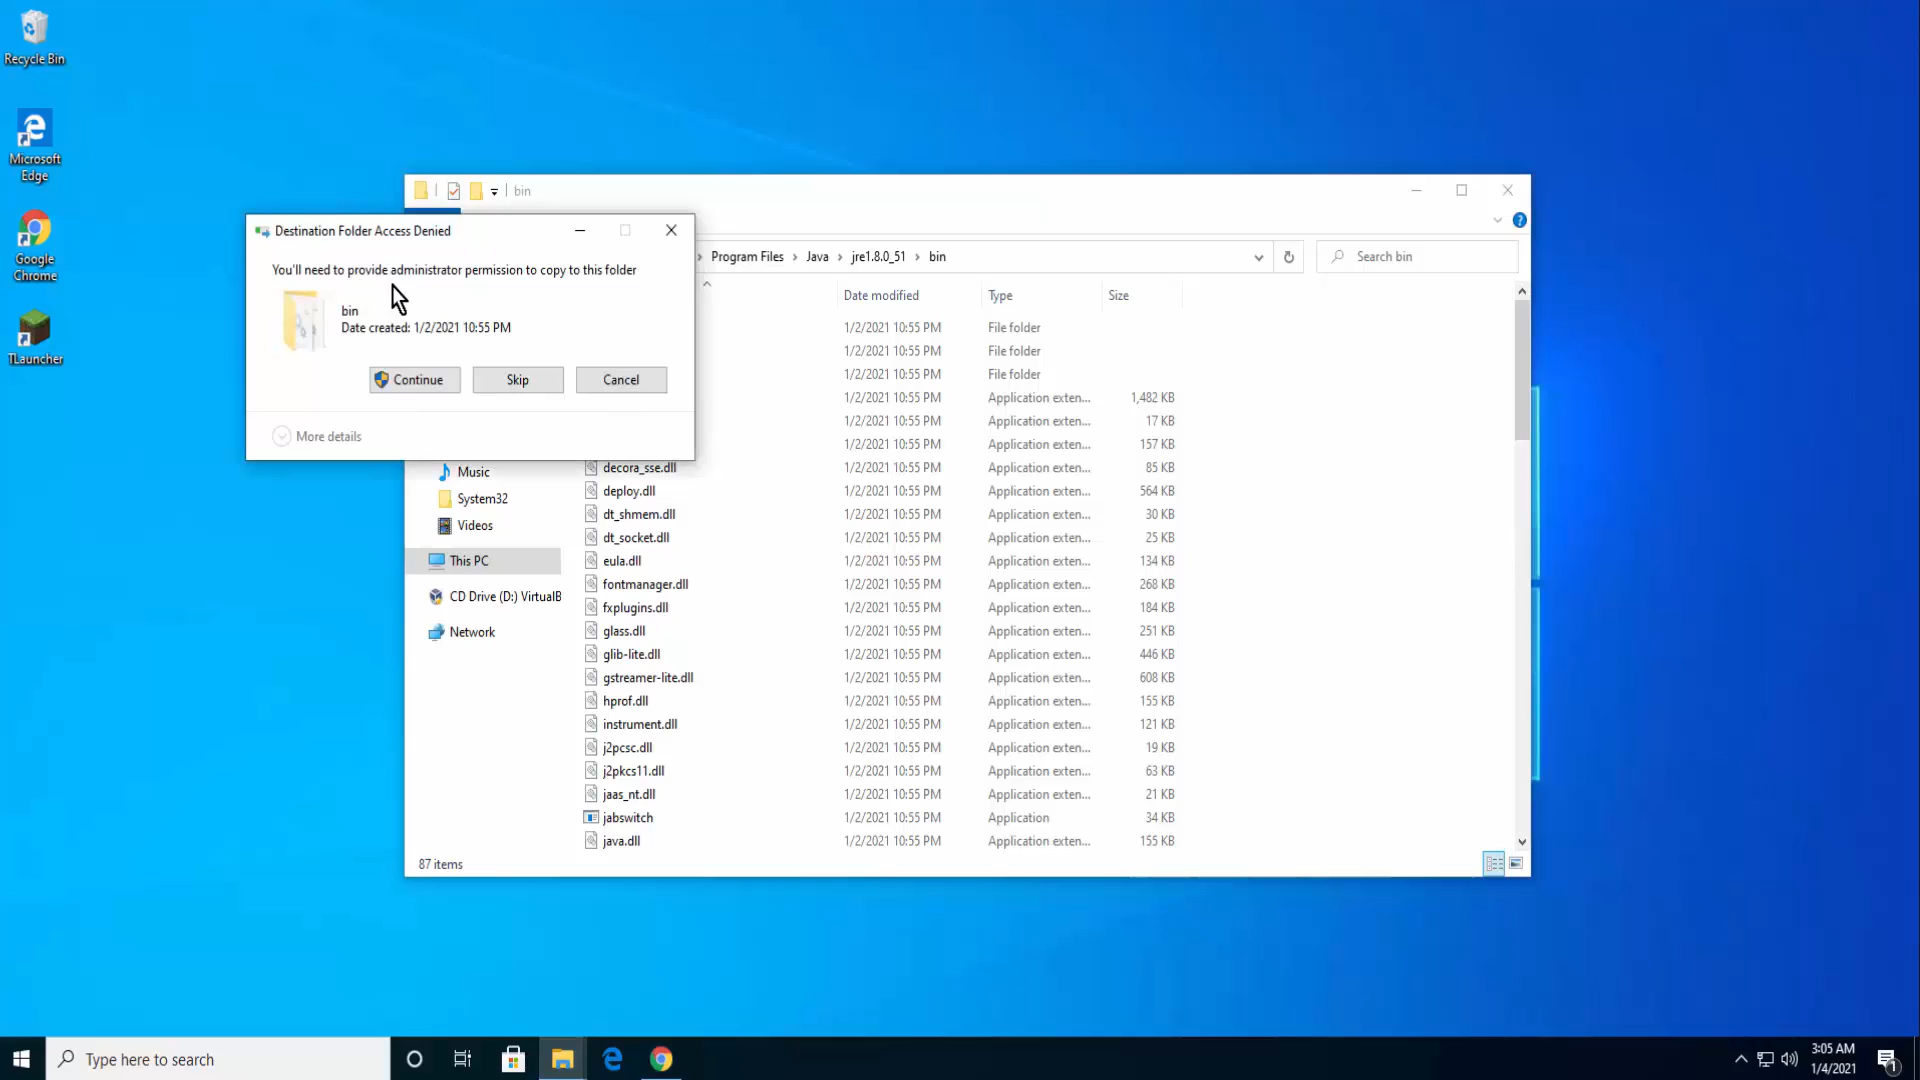 Recycle Bin
Microsoft
Edge
Google
Chrome
TLauncher
bin
Destination Folder Access Denied
You'll need to provide administrator permission to copy to this folder
bin
Date created: 1/2/2021 10:55 PM
Continue
Skip
Cancel
More details
Program Files
Java
jre1.8.0_51
bin
Search bin
Date modified
Type
Size
1/2/2021 10:55 PM File folder
1/2/2021 10:55 PM File folder
1/2/2021 10:55 PM File folder
1/2/2021 10:55 PM Application exten... 1,482 KB
1/2/2021 10:55 PM Application exten... 17 KB
1/2/2021 10:55 PM Application exten... 157 KB
Music
System32
Videos
This PC
CD Drive (D:) VirtualB
Network
decora_sse.dll 1/2/2021 10:55 PM Application exten... 85 KB
deploy.dll 1/2/2021 10:55 PM Application exten... 564 KB
dt_shmem.dll 1/2/2021 10:55 PM Application exten... 30 KB
dt_socket.dll 1/2/2021 10:55 PM Application exten... 25 KB
eula.dll 1/2/2021 10:55 PM Application exten... 134 KB
fontmanager.dll 1/2/2021 10:55 PM Application exten... 268 KB
fxplugins.dll 1/2/2021 10:55 PM Application exten... 184 KB
glass.dll 1/2/2021 10:55 PM Application exten... 251 KB
glib-lite.dll 1/2/2021 10:55 PM Application exten... 446 KB
gstreamer-lite.dll 1/2/2021 10:55 PM Application exten... 608 KB
hprof.dll 1/2/2021 10:55 PM Application exten... 155 KB
instrument.dll 1/2/2021 10:55 PM Application exten... 121 KB
j2pcsc.dll 1/2/2021 10:55 PM Application exten... 19 KB
j2pkcs11.dll 1/2/2021 10:55 PM Application exten... 63 KB
jaas_nt.dll 1/2/2021 10:55 PM Application exten... 21 KB
jabswitch 1/2/2021 10:55 PM Application 34 KB
java.dll 1/2/2021 10:55 PM Application exten... 155 KB
87 items
Type here to search
3:05 AM
1/4/2021
1